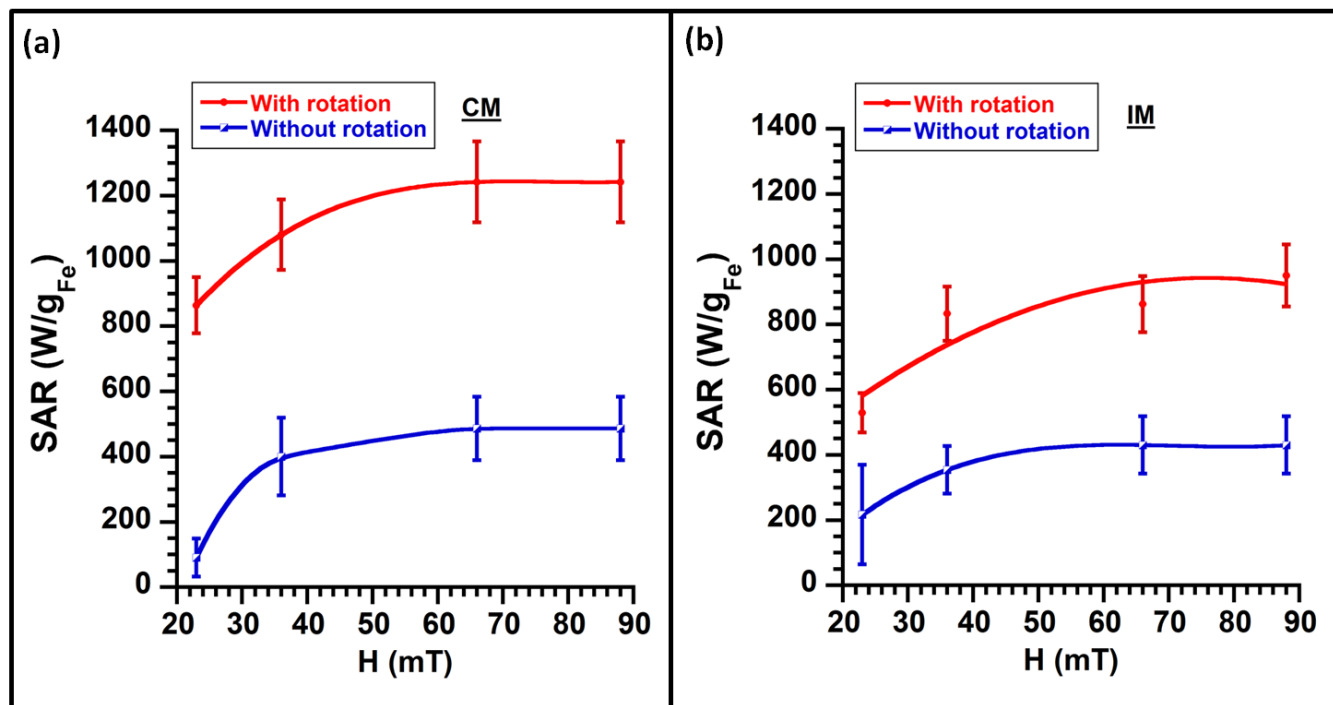 (a)
With rotation
Without rotation
CM
1400
1200
1000
800
600
400
200
0
SAR (W/gFe)
20 30 40 50 60 70 80 90
H (mT)
(b)
With rotation
Without rotation
IM
1400
1200
1000
800
600
400
200
0
SAR (W/gFe)
20 30 40 50 60 70 80 90
H (mT)